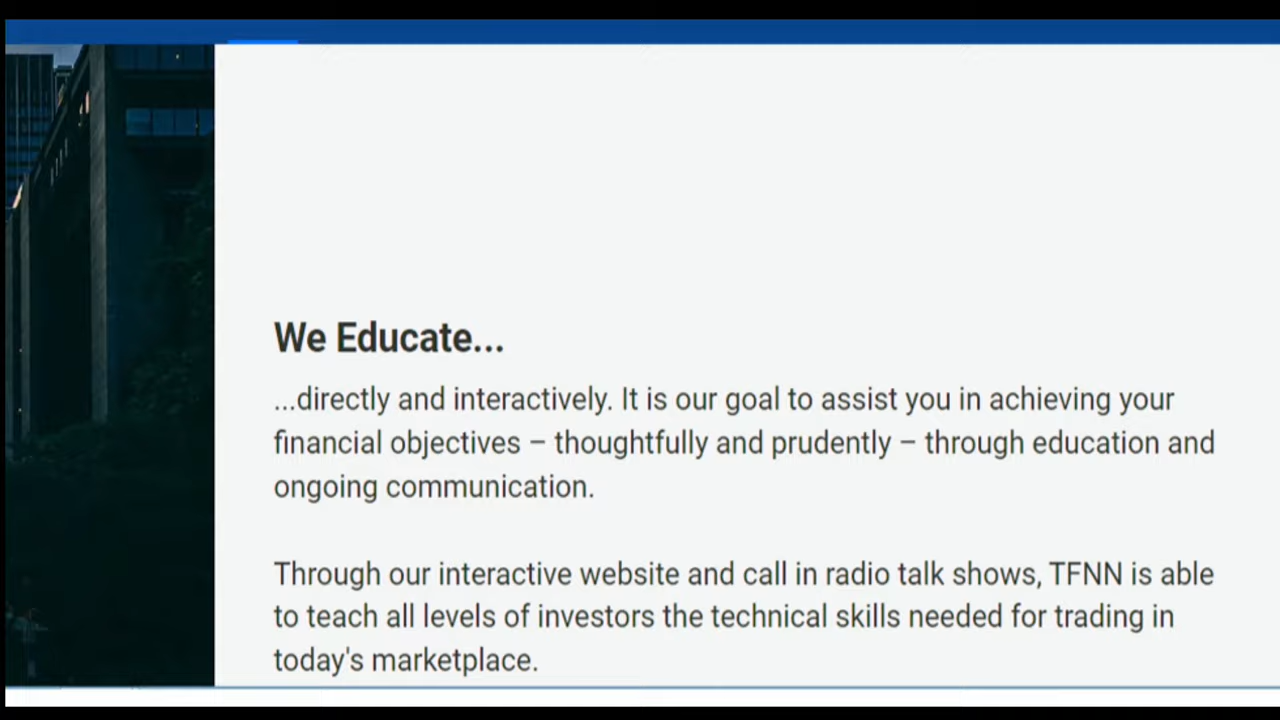 We Educate...
...directly and interactively. It is our goal to assist you in achieving your
financial objectives – thoughtfully and prudently – through education and
ongoing communication.
Through our interactive website and call in radio talk shows, TFNN is able
to teach all levels of investors the technical skills needed for trading in
today's marketplace.